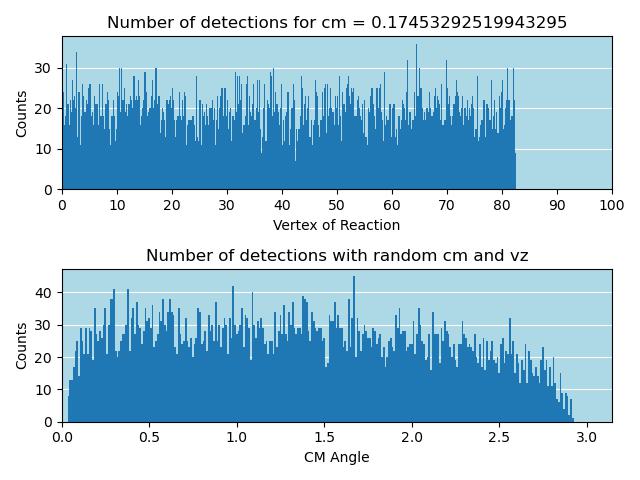 Number of detections for cm = 0.17453292519943295
Counts
30
20
10
0
0 10 20 30 40 50 60 70 80 90 100
Vertex of Reaction
Number of detections with random cm and vz
Counts
40
30
20
10
0
0.0 0.5 1.0 1.5 2.0 2.5 3.0
CM Angle